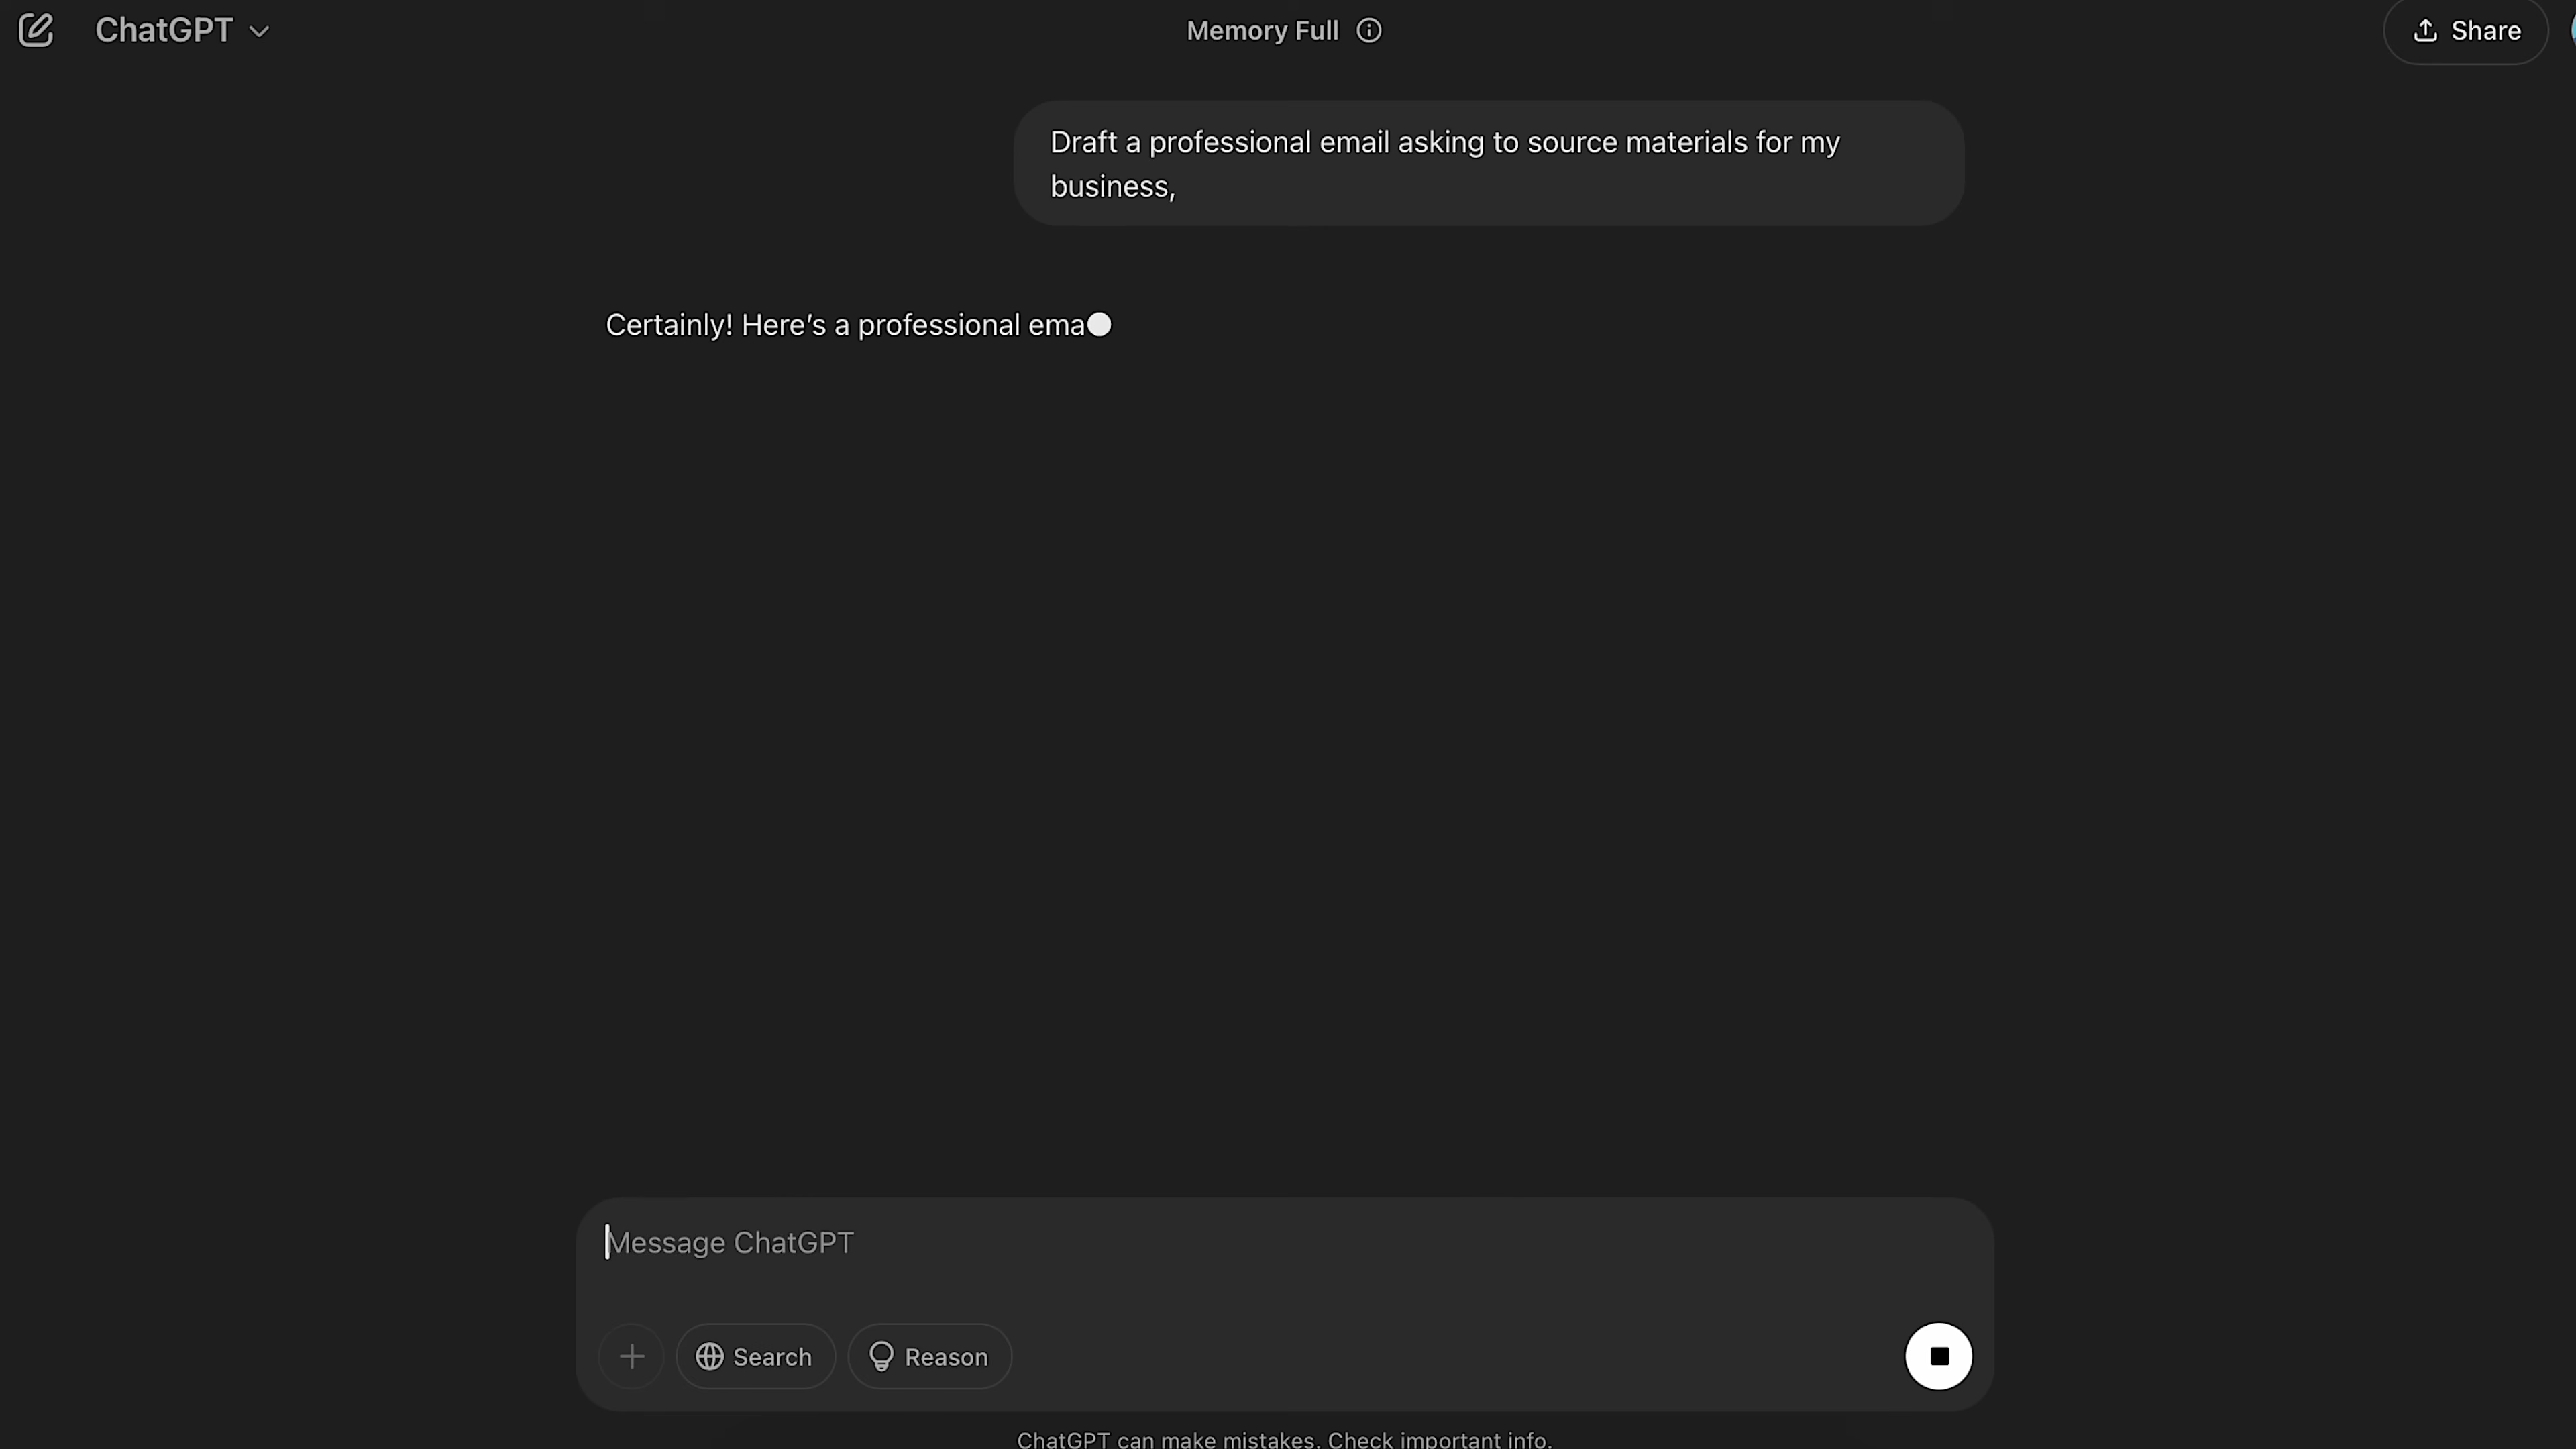 ChatGPT
Memory Full
Share
Draft a professional email asking to source materials for my
business,
Certainly! Here’s a professional ema
Message ChatGPT
Search
Reason
ChatGPT can make mistakes. Check important info.